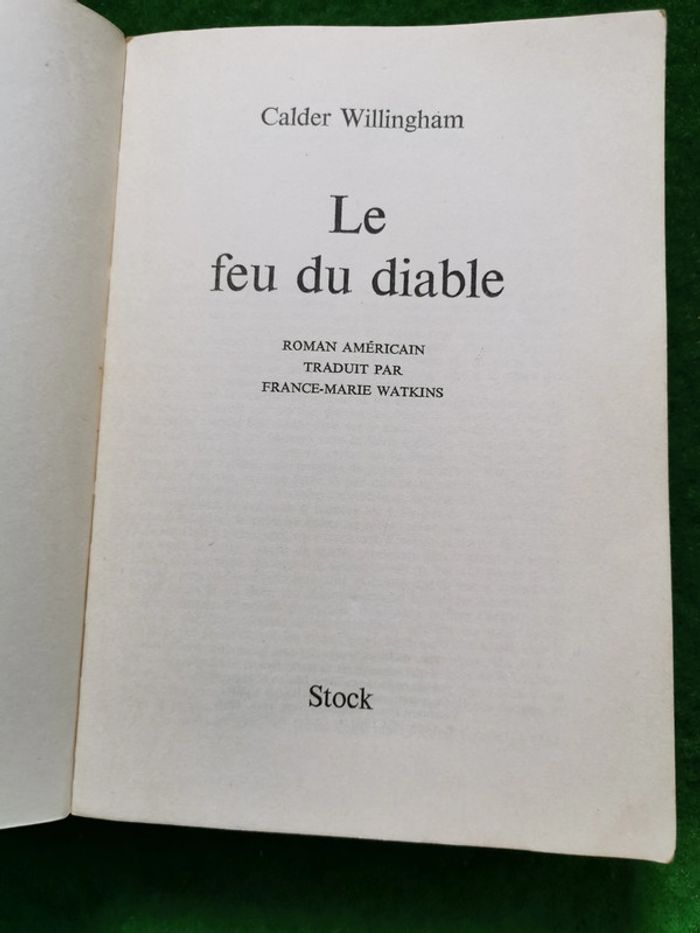 Calder Willingham
Le
feu du diable
ROMAN AMÉRICAIN
TRADUIT PAR
FRANCE-MARIE WATKINS
Stock